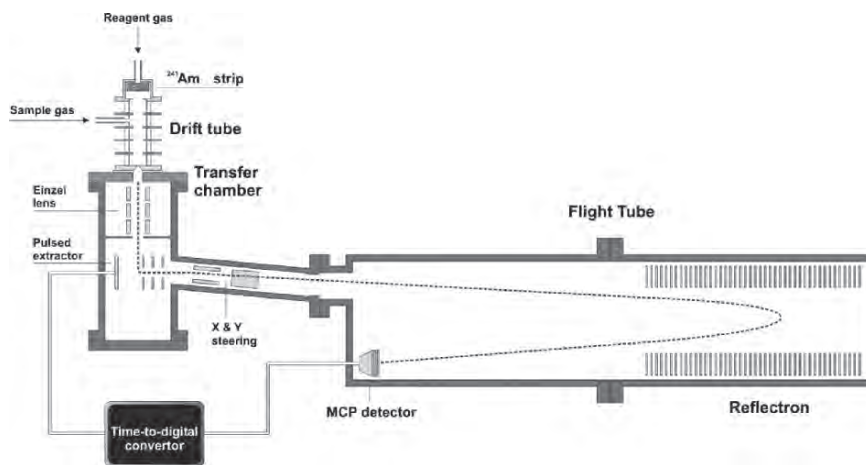 Reagent gas
²⁴¹Am strip
Sample gas
Drift tube
Transfer
chamber
Einzel
lens
Flight Tube
Pulsed
extractor
X & Y
steering
MCP detector
Reflectron
Time-to-digital
convertor